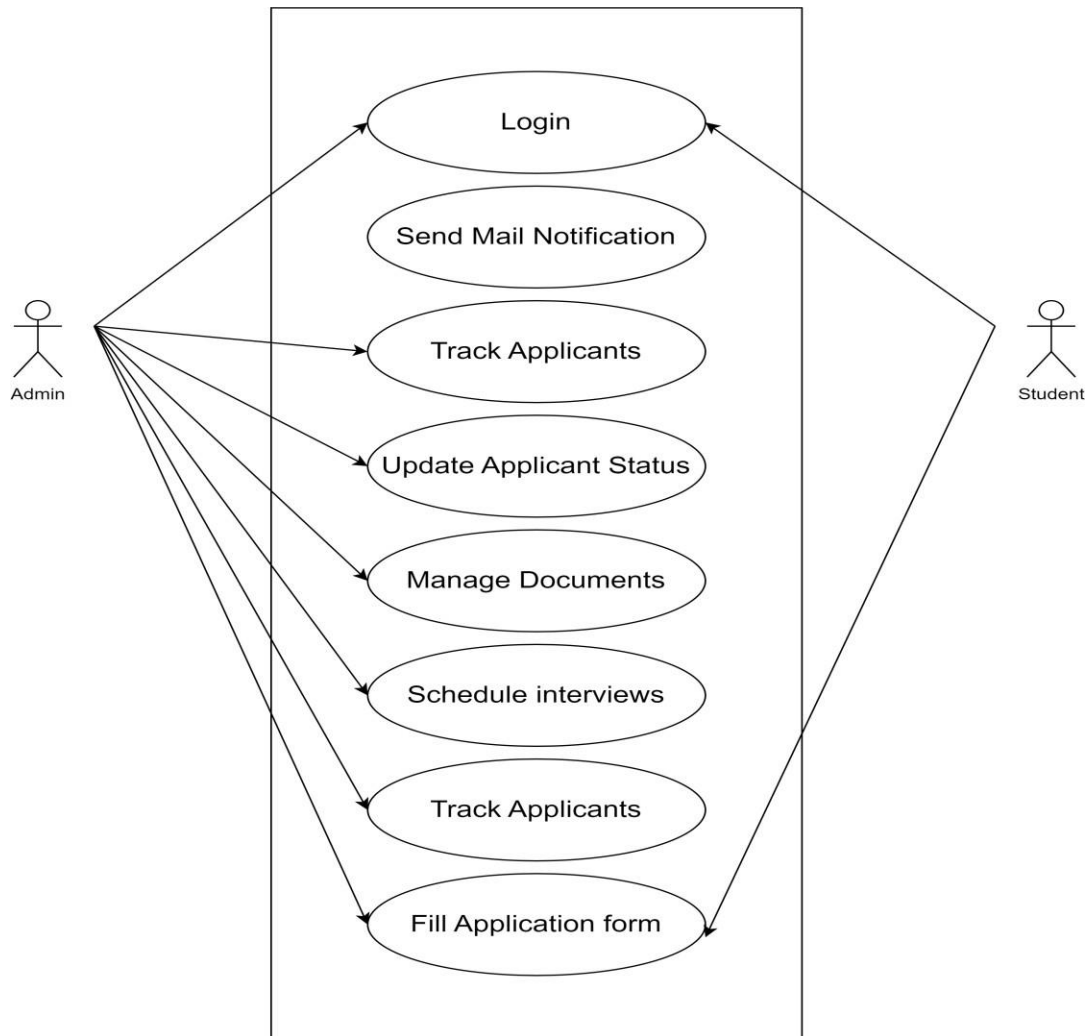 Login
Send Mail Notification
Track Applicants
Update Applicant Status
Manage Documents
Schedule interviews
Track Applicants
Fill Application form
Admin
Student